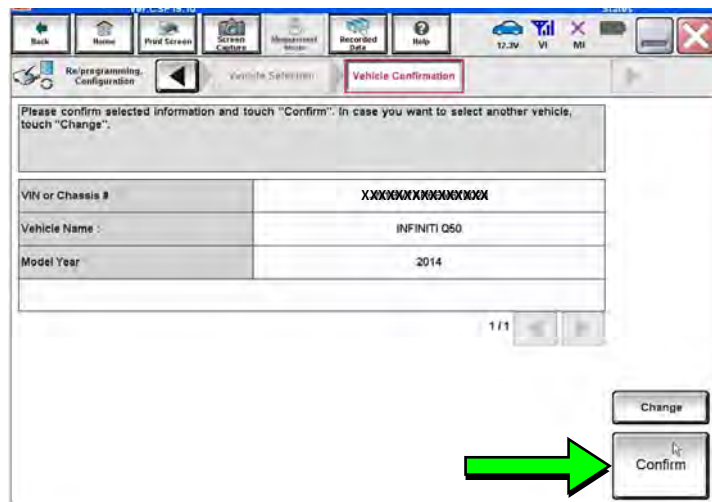 Back
Home
Print Screen
Screen
Capture
Measurement
Mode
Recorded
Data
Help
12.3V
VI
MI
Re/programming,
Configuration
Vehicle Selection
Vehicle Confirmation
Please confirm selected information and touch "Confirm". In case you want to select another vehicle,
touch "Change".
VIN or Chassis #
XXXXXXXXXXXXXXXXX
Vehicle Name :
INFINITI Q50
Model Year
2014
1/1
Change
Confirm